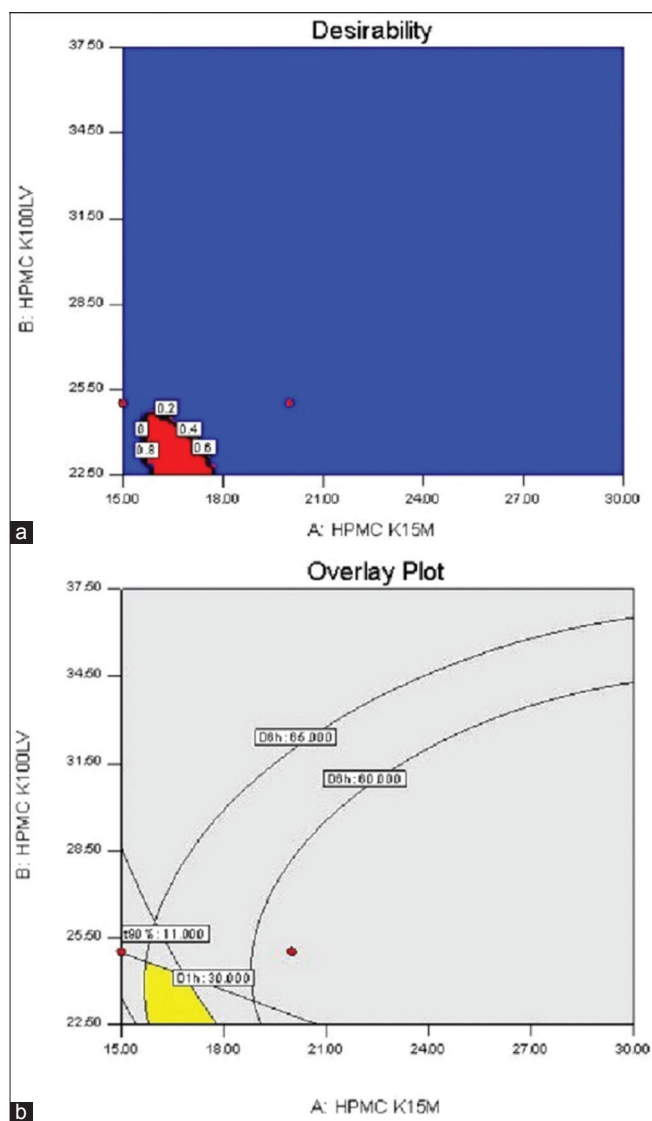 Desirability
37.50
34.50
31.50
28.50
25.50
22.50
B: HPMC K100LV
0.2
0
0.4
0.8
0.6
15.00
18.00
21.00
24.00
27.00
30.00
A: HPMC K15M
a
Overlay Plot
37.50
34.50
31.50
28.50
25.50
22.50
B: HPMC K100LV
D6h: 65.000
D6h: 60.000
t90%: 11.000
D1h: 30.000
15.00
18.00
21.00
24.00
27.00
30.00
A: HPMC K15M
b